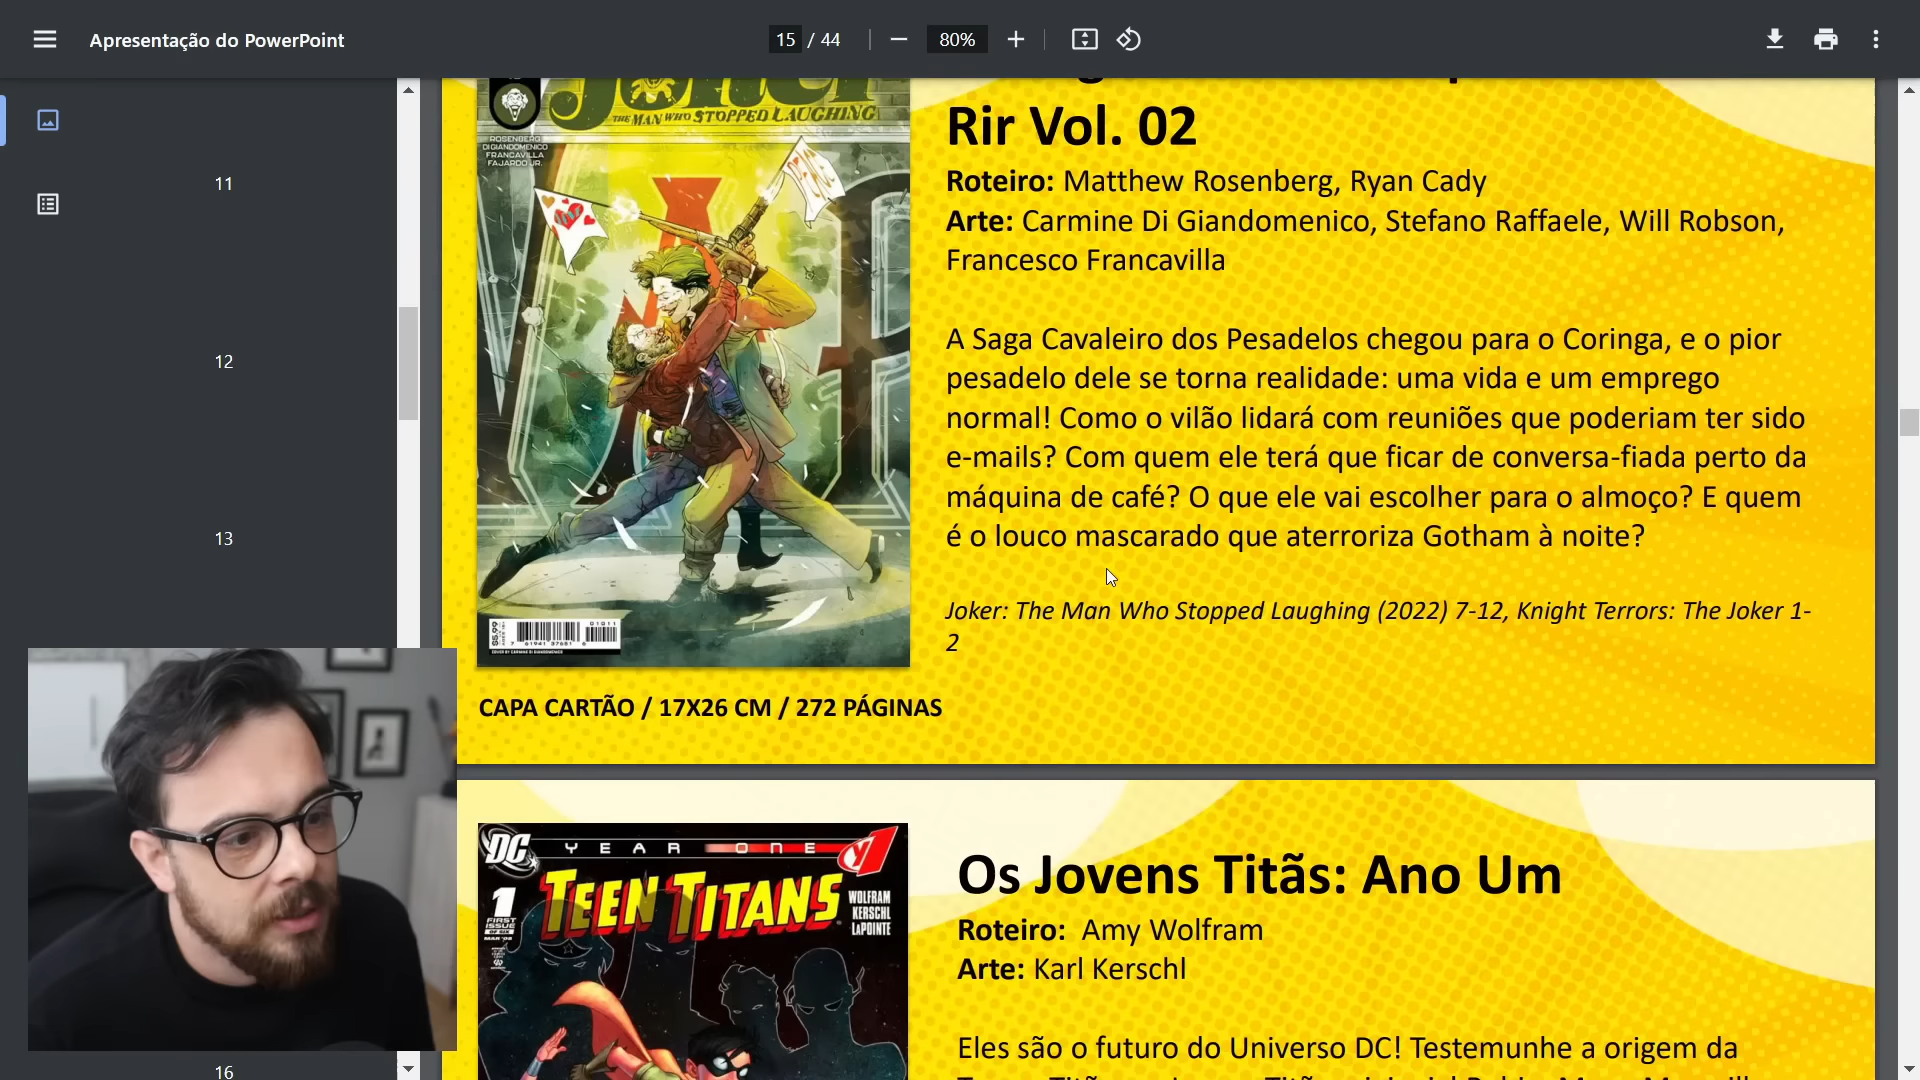 Apresentação do PowerPoint
15 / 44
80%
11
12
13
16
THE MAN WHO STOPPED LAUGHING
ROSENBERG
DI GIANDOMENICO
FRANCAVILLA
FAJARDO JR.
PEACE
$5.99
01011
Rir Vol. 02
Roteiro: Matthew Rosenberg, Ryan Cady
Arte: Carmine Di Giandomenico, Stefano Raffaele, Will Robson,
Francesco Francavilla
A Saga Cavaleiro dos Pesadelos chegou para o Coringa, e o pior
pesadelo dele se torna realidade: uma vida e um emprego
normal! Como o vilão lidará com reuniões que poderiam ter sido
e-mails? Com quem ele terá que ficar de conversa-fiada perto da
máquina de café? O que ele vai escolher para o almoço? E quem
é o louco mascarado que aterroriza Gotham à noite?
Joker: The Man Who Stopped Laughing (2022) 7-12, Knight Terrors: The Joker 1-
2
CAPA CARTÃO / 17X26 CM / 272 PÁGINAS
DC
YEAR ONE
1
FIRST
ISSUE
TEEN TITANS
WOLFRAM
KERSCHL
LAPOINTE
Os Jovens Titãs: Ano Um
Roteiro: Amy Wolfram
Arte: Karl Kerschl
Eles são o futuro do Universo DC! Testemunhe a origem da